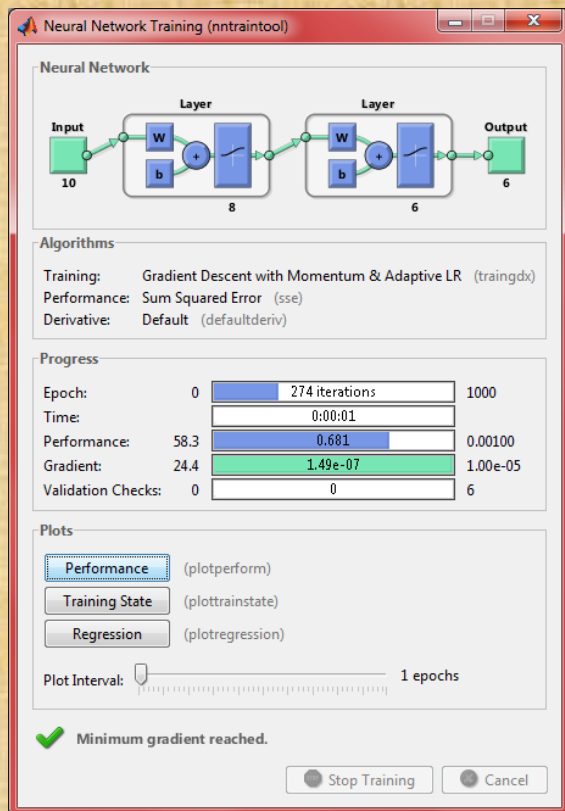 Neural Network Training (nntraintool)
Neural Network
Layer Layer
Input Output
W W
+ +
b b
10 8 6 6
Algorithms
Training: Gradient Descent with Momentum & Adaptive LR (traingdx)
Performance: Sum Squared Error (sse)
Derivative: Default (defaultderiv)
Progress
Epoch: 0 274 iterations 1000
Time: 0:00:01
Performance: 58.3 0.681 0.00100
Gradient: 24.4 1.49e-07 1.00e-05
Validation Checks: 0 0 6
Plots
Performance (plotperform)
Training State (plottrainstate)
Regression (plotregression)
Plot Interval: 1 epochs
Minimum gradient reached.
Stop Training Cancel